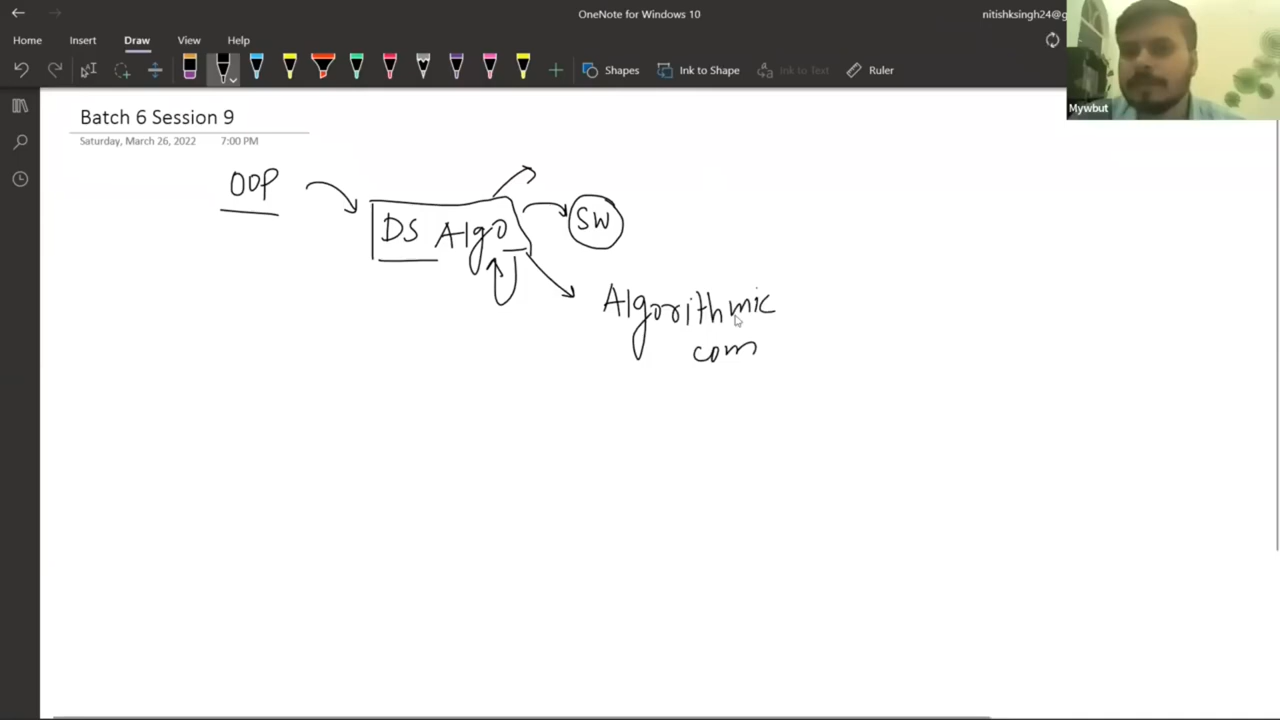 OneNote for Windows 10
nitishksingh24@g
Home Insert Draw View Help
Shapes Ink to Shape Ink to Text Ruler
Mywbut
Batch 6 Session 9
Saturday, March 26, 2022 7:00 PM
OOP
DS Algo
SW
Algorithmic
com